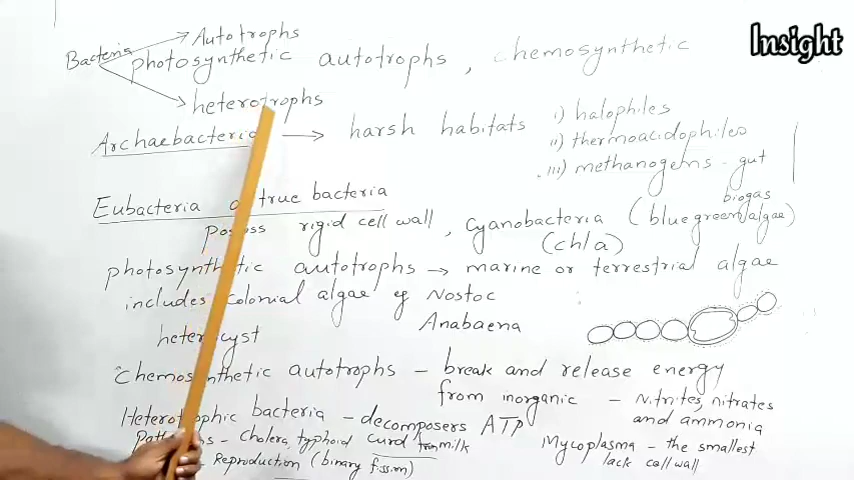 Insight
Bacteria Autotrophs
photosynthetic autotrophs, chemosynthetic
heterotrophs
Archaebacteria → harsh habitats
i) halophiles
ii) thermoacidophiles
iii) methanogens - gut
biogas
Eubacteria true bacteria
rigid cell wall, cyanobacteria (blue green algae)
(chl a)
autotrophs → marine or terrestrial algae
includes colonial algae eg Nostoc
Anabaena
Chemosynthetic autotrophs - break and release energy
from inorganic - Nitrites, nitrates
and ammonia
Heterotrophic bacteria - decomposers ATP
- Cholera, typhoid curd from milk
Reproduction (binary fission)
Mycoplasma - the smallest
lack cell wall